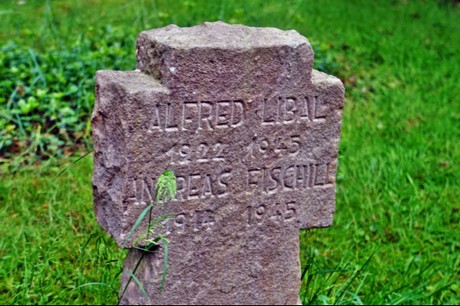 ALFRED LIBAL
1922 1945
ANDREAS FISCHILL
1945